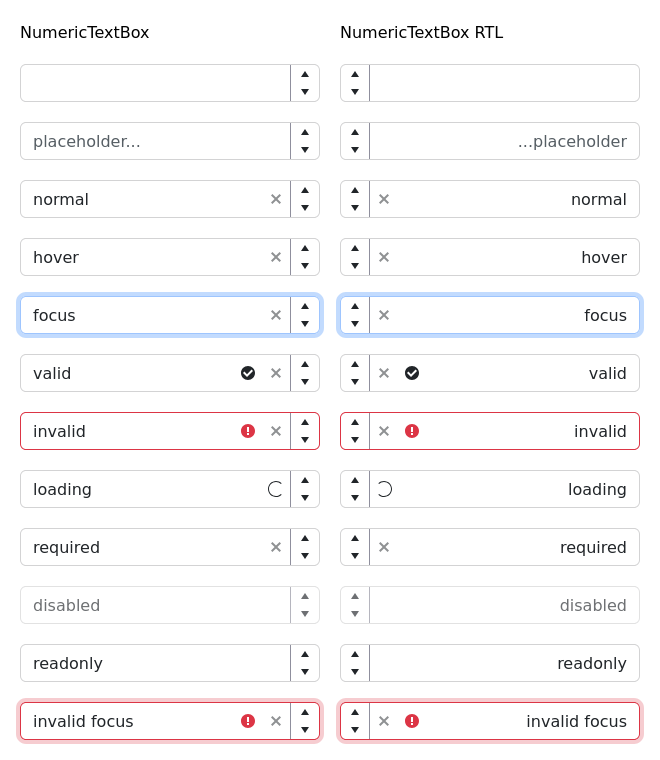 NumericTextBox
NumericTextBox RTL
placeholder...
...placeholder
normal
normal
hover
hover
focus
focus
valid
valid
invalid
invalid
loading
loading
required
required
disabled
disabled
readonly
readonly
invalid focus
invalid focus